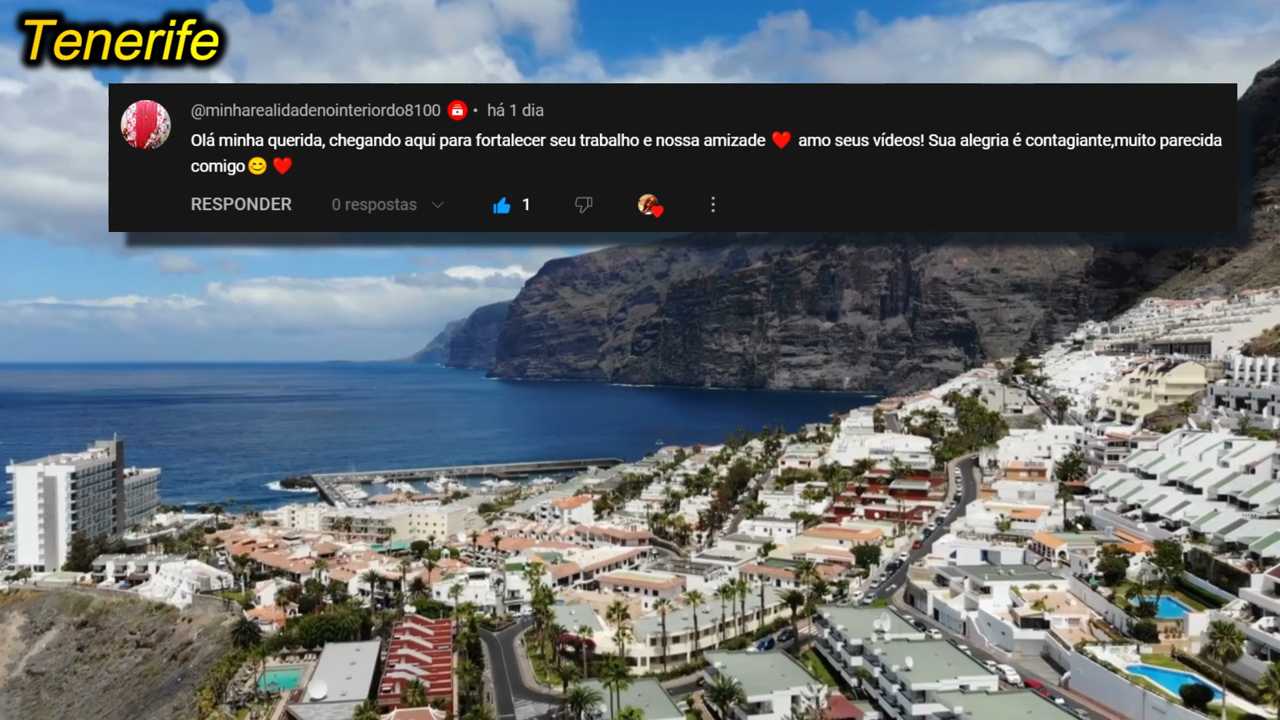 Tenerife
@minharealidadenointeriordo8100 • há 1 dia
Olá minha querida, chegando aqui para fortalecer seu trabalho e nossa amizade ❤️ amo seus vídeos! Sua alegria é contagiante,muito parecida
comigo😊 ❤️
RESPONDER 0 respostas 1